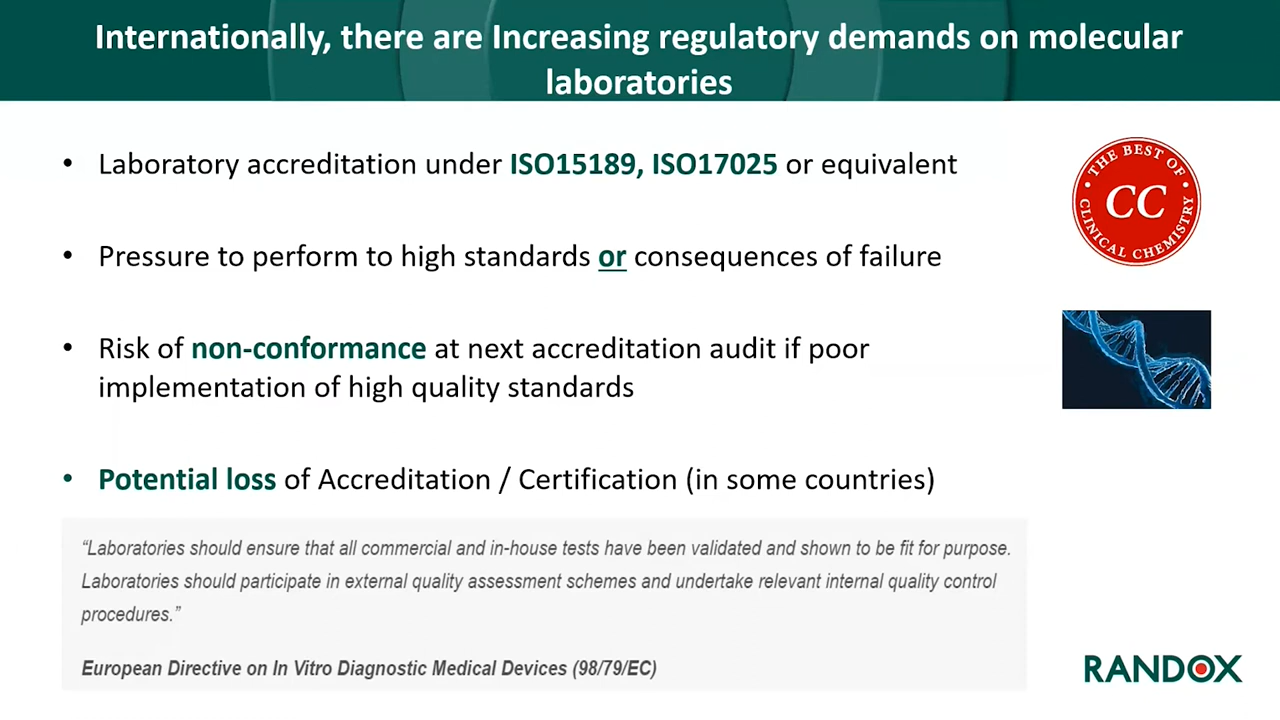 Internationally, there are Increasing regulatory demands on molecular
laboratories
• Laboratory accreditation under ISO15189, ISO17025 or equivalent
• Pressure to perform to high standards or consequences of failure
• Risk of non-conformance at next accreditation audit if poor
implementation of high quality standards
• Potential loss of Accreditation / Certification (in some countries)
“Laboratories should ensure that all commercial and in-house tests have been validated and shown to be fit for purpose.
Laboratories should participate in external quality assessment schemes and undertake relevant internal quality control
procedures.”
European Directive on In Vitro Diagnostic Medical Devices (98/79/EC)
• THE BEST OF •
CC
CLINICAL CHEMISTRY
RANDOX